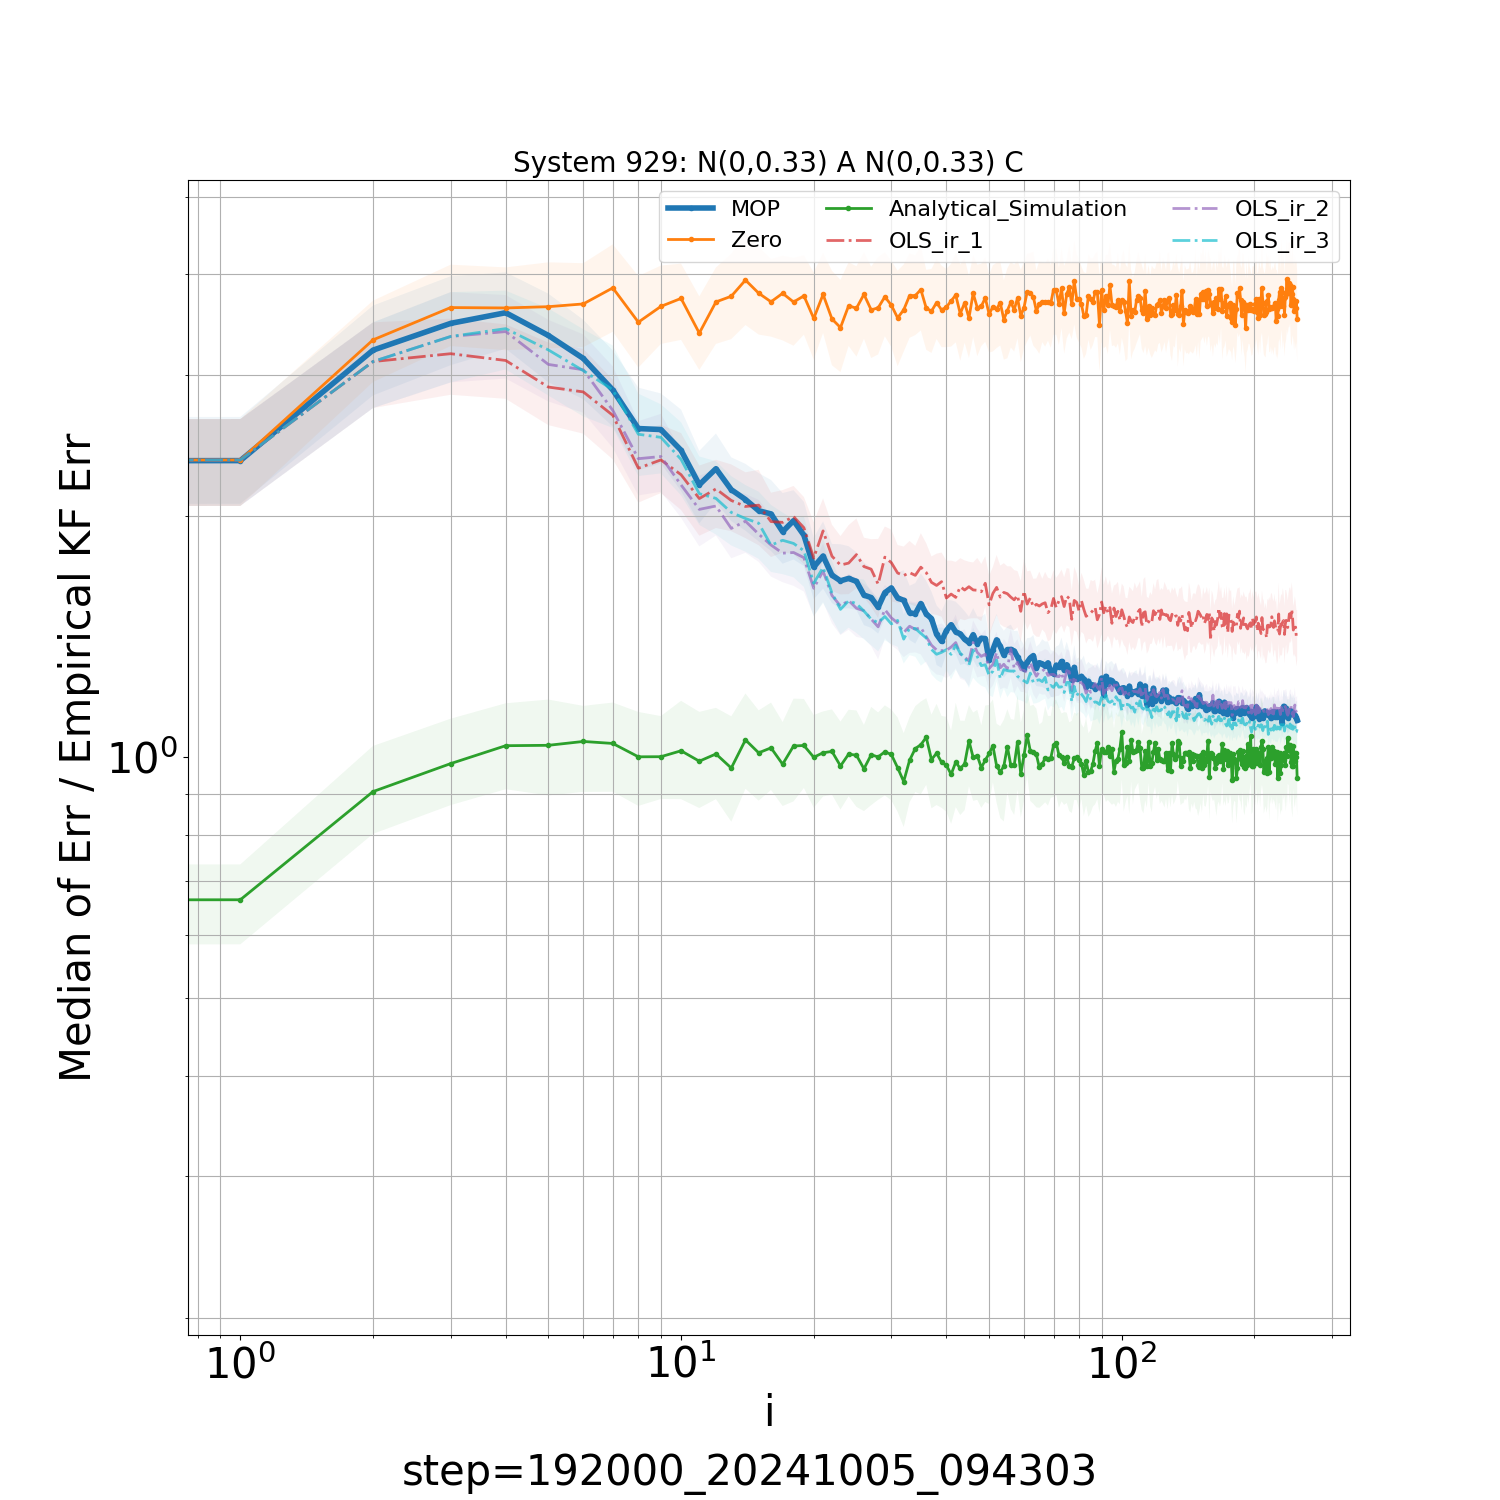 System 929: N(0,0.33) A N(0,0.33) C
MOP
Zero
Analytical_Simulation
OLS_ir_1
OLS_ir_2
OLS_ir_3
Median of Err / Empirical KF Err
10⁰
10⁰ 10¹ 10²
i
step=192000_20241005_094303